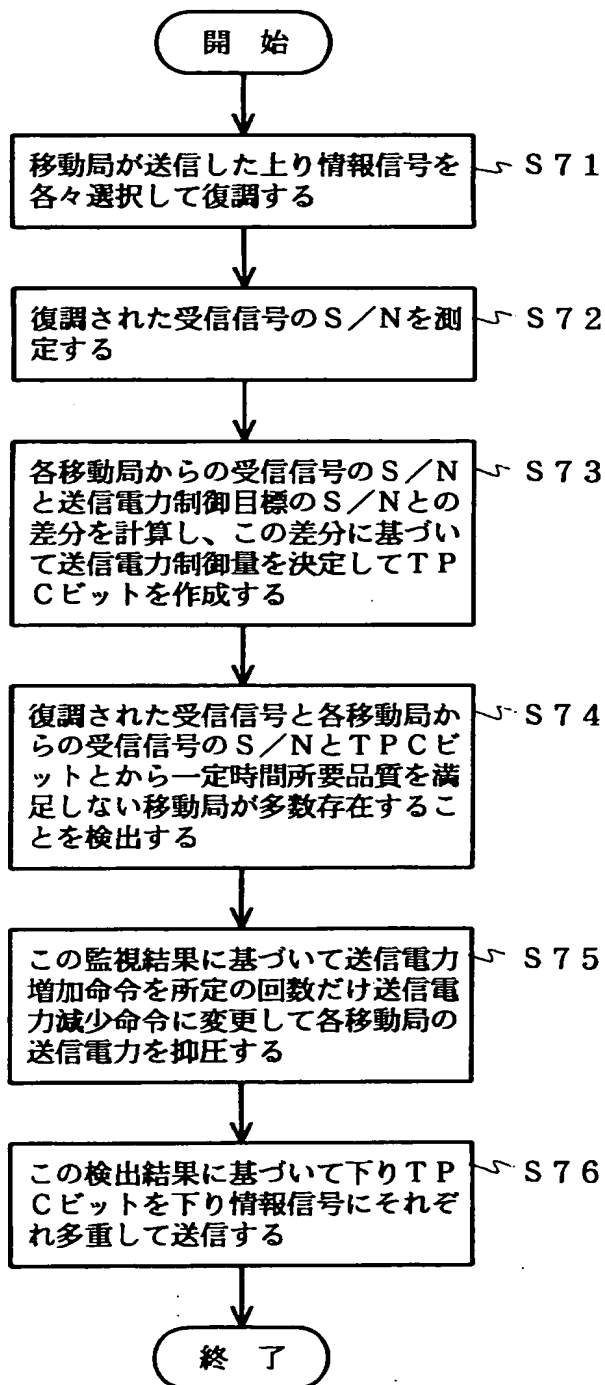 開 始
移動局が送信した上り情報信号を
各々選択して復調する
S71
復調された受信信号のS/Nを測
定する
S72
各移動局からの受信信号のS/N
と送信電力制御目標のS/Nとの
差分を計算し、この差分に基づい
て送信電力制御量を決定してTP
Cビットを作成する
S73
復調された受信信号と各移動局か
らの受信信号のS/NとTPCビ
ットとから一定時間所要品質を満
足しない移動局が多数存在するこ
とを検出する
S74
この監視結果に基づいて送信電力
増加命令を所定の回数だけ送信電
力減少命令に変更して各移動局の
送信電力を抑圧する
S75
この検出結果に基づいて下りTP
Cビットを下り情報信号にそれぞ
れ多重して送信する
S76
終 了